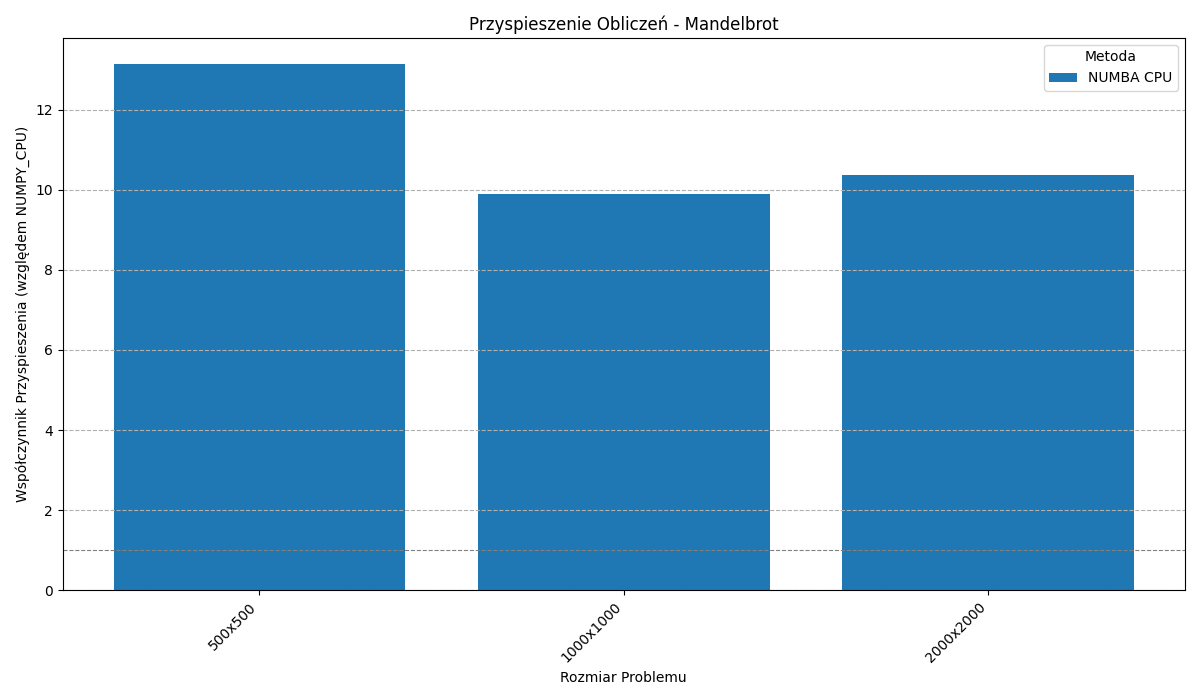 Przyspieszenie Obliczeń - Mandelbrot
Metoda
NUMBA CPU
Współczynnik Przyspieszenia (względem NUMPY_CPU)
12
10
8
6
4
2
0
500x500
1000x1000
2000x2000
Rozmiar Problemu